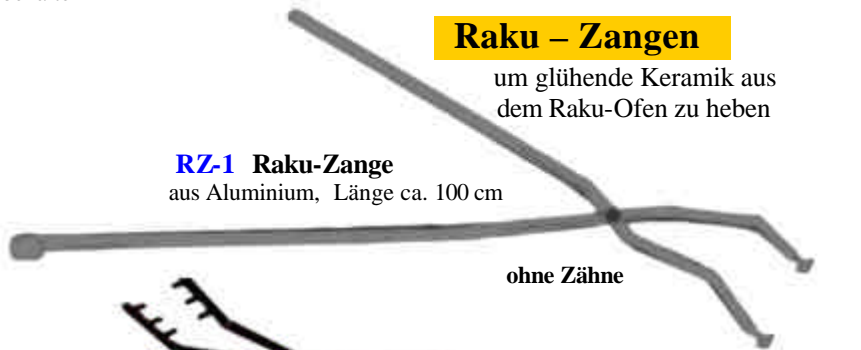 Raku – Zangen
um glühende Keramik aus
dem Raku-Ofen zu heben
RZ-1 Raku-Zange
aus Aluminium, Länge ca. 100 cm
ohne Zähne